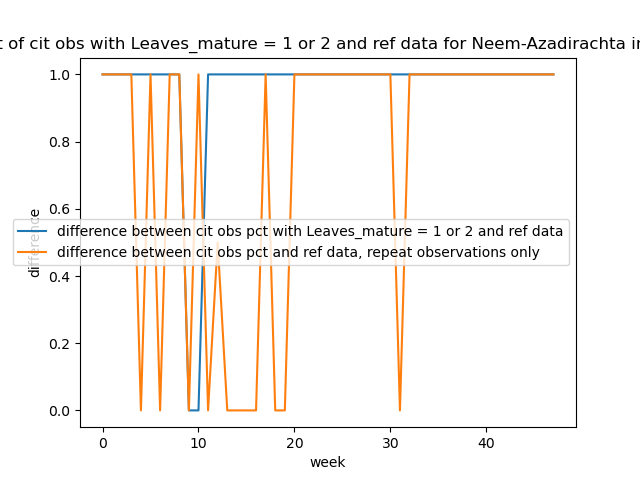 t of cit obs with Leaves_mature = 1 or 2 and ref data for Neem-Azadirachta in
1.0
0.8
0.6
0.4
0.2
0.0
difference
difference between cit obs pct with Leaves_mature = 1 or 2 and ref data
difference between cit obs pct and ref data, repeat observations only
0 10 20 30 40
week